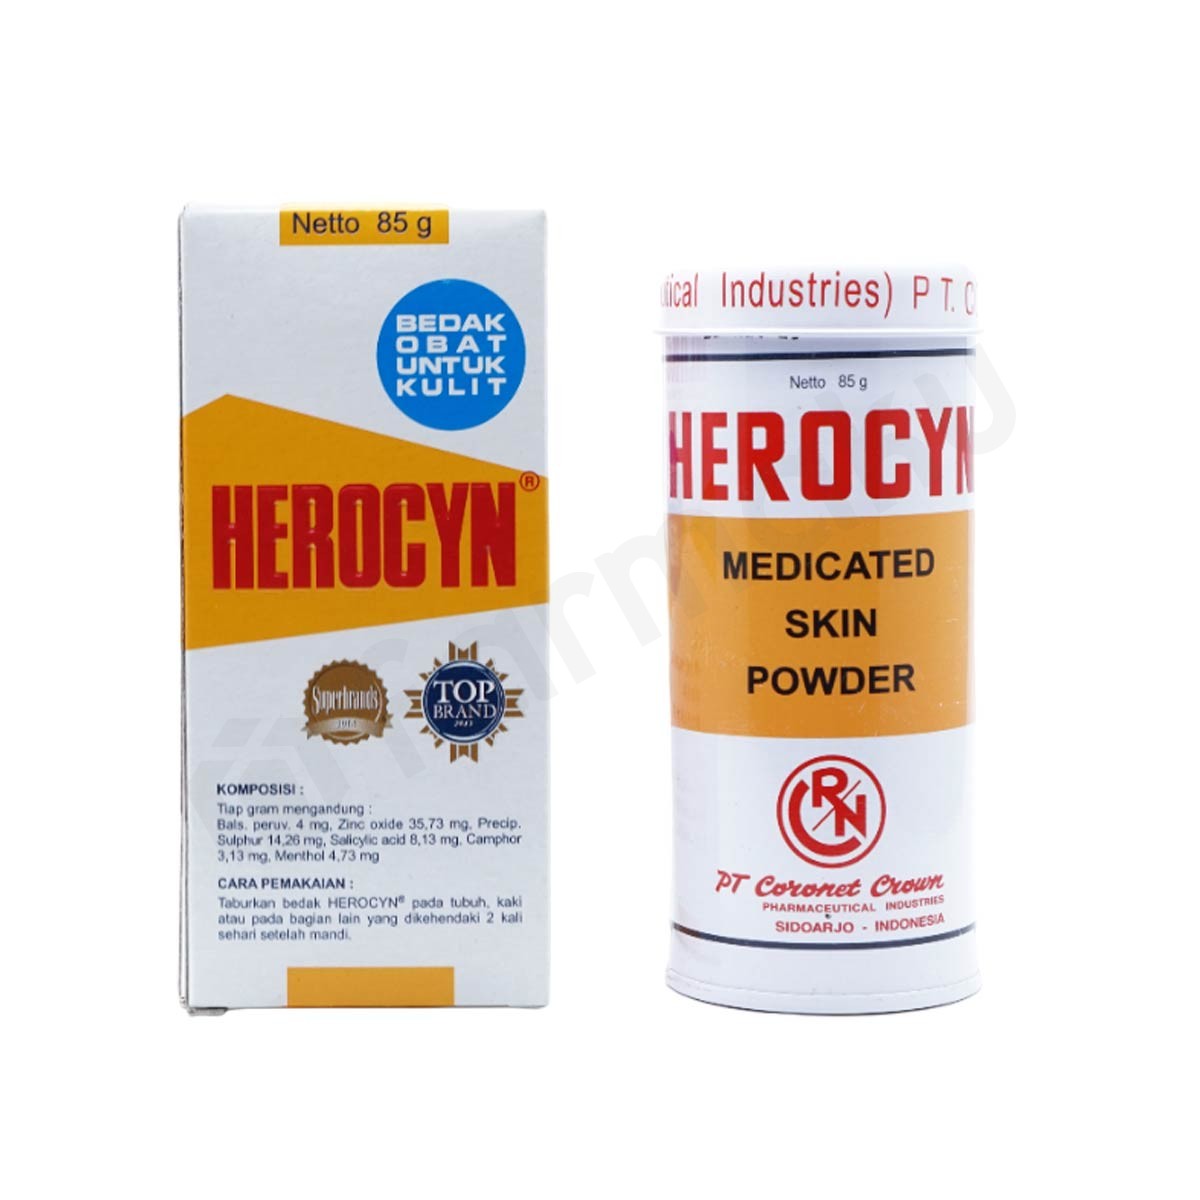 Netto 85 g
BEDAK
OBAT
UNTUK
KULIT
HEROCYN®
Superbrands
TOP
BRAND
KOMPOSISI :
Tiap gram mengandung :
Bals. peruv. 4 mg, Zinc oxide 35,73 mg, Precip.
Sulphur 14,26 mg, Salicylic acid 8,13 mg, Camphor
3,13 mg, Menthol 4,73 mg
CARA PEMAKAIAN :
Taburkan bedak HEROCYN® pada tubuh, kaki
atau pada bagian lain yang dikehendaki 2 kali
sehari setelah mandi.
Industries) PT.
Netto 85 g
HEROCYN
MEDICATED
SKIN
POWDER
CRN
PT Coronet Crown
PHARMACEUTICAL INDUSTRIES
SIDOARJO - INDONESIA